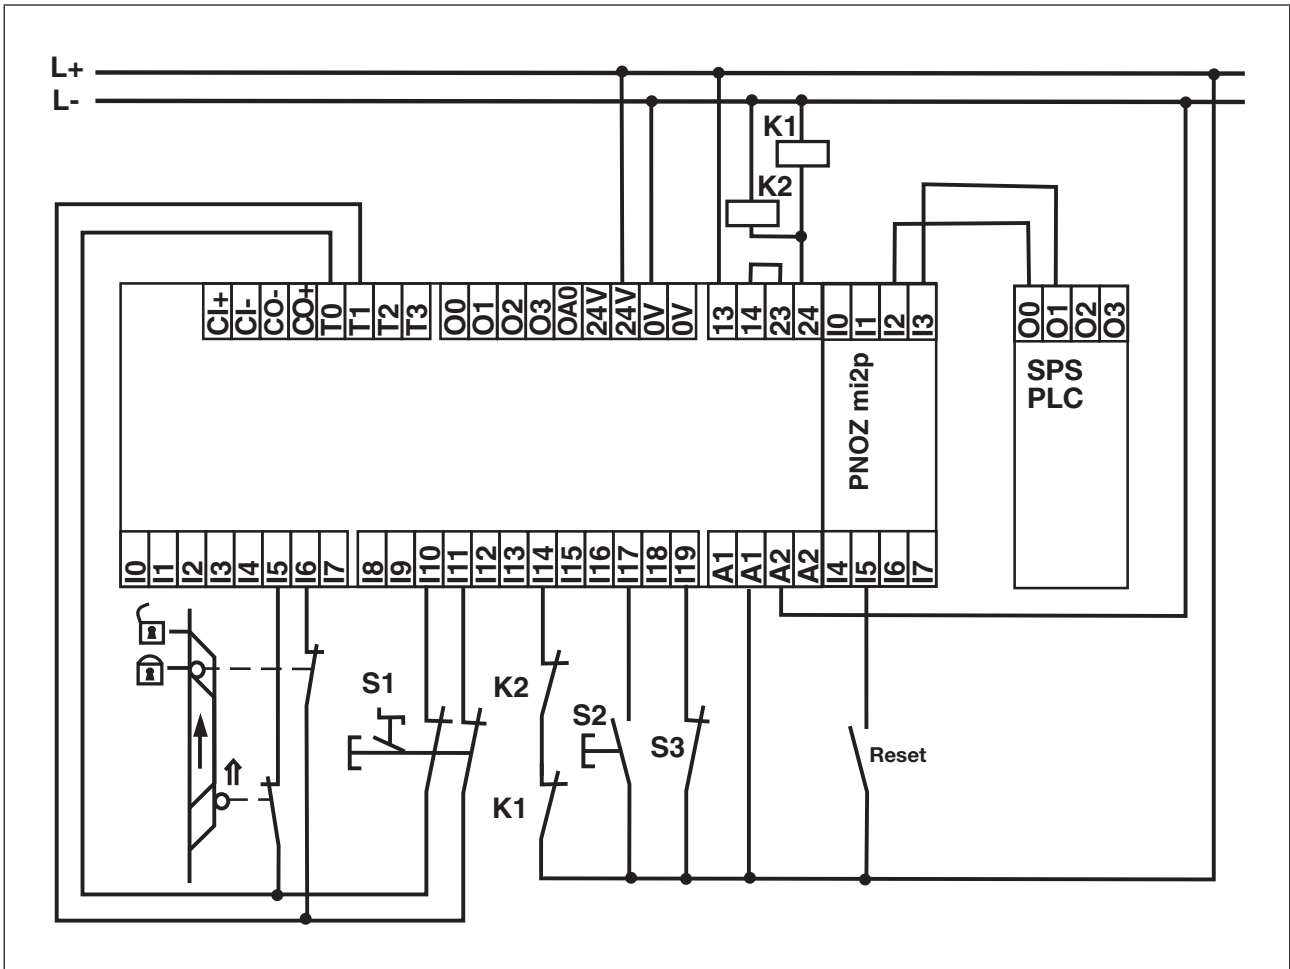 L+
L-
K1
K2
CI+ CI- CO- CO+ T0 T1 T2 T3 O0 O1 O2 O3 OA0 24V 24V 0V 0V 13 14 23 24 I0 I1 I2 I3
O0 O1 O2 O3
SPS
PLC
PNOZ mi2p
I0 I1 I2 I3 I4 I5 I6 I7 I8 I9 I10 I11 I12 I13 I14 I15 I16 I17 I18 I19 A1 A1 A2 A2 I4 I5 I6 I7
S1
K2
S2
S3
Reset
K1